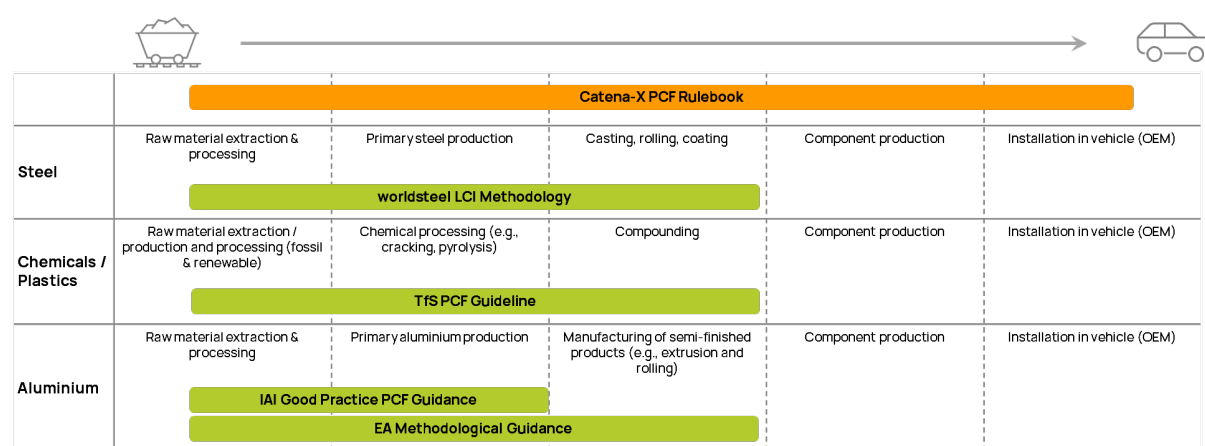 Catena-X PCF Rulebook
Steel
Raw material extraction &
processing
Primary steel production
Casting, rolling, coating
Component production
Installation in vehicle (OEM)
worldsteel LCI Methodology
Chemicals /
Plastics
Raw material extraction /
production and processing (fossil
& renewable)
Chemical processing (e.g.,
cracking, pyrolysis)
Compounding
Component production
Installation in vehicle (OEM)
TfS PCF Guideline
Aluminium
Raw material extraction &
processing
Primary aluminium production
Manufacturing of semi-finished
products (e.g., extrusion and
rolling)
Component production
Installation in vehicle (OEM)
IAI Good Practice PCF Guidance
EA Methodological Guidance